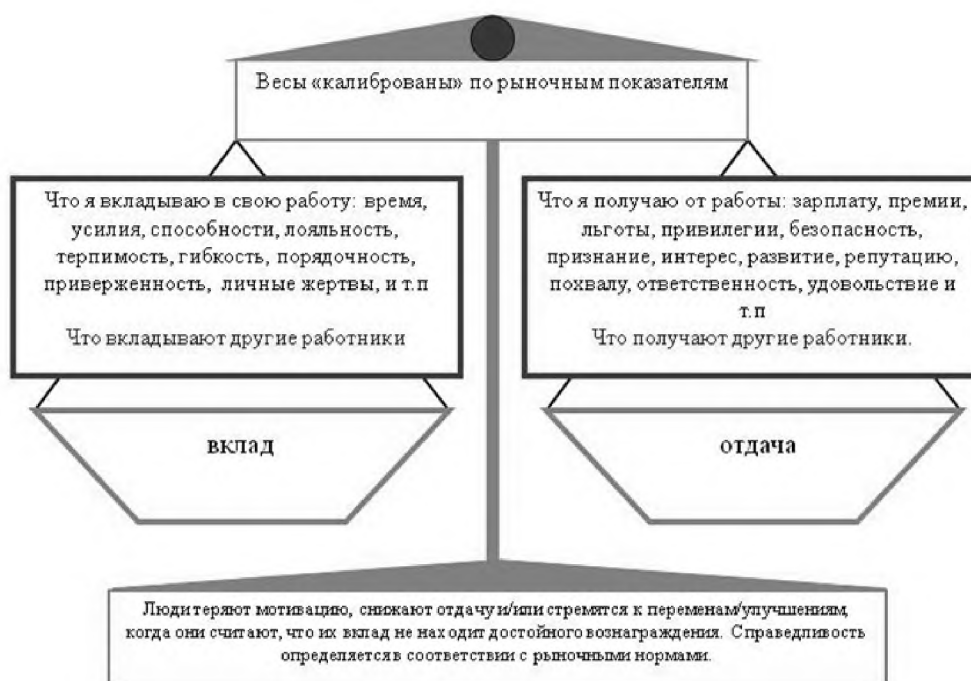 Весы «калиброваны» по рыночным показателям
Что я вкладываю в свою работу: время,
усилия, способности, лояльность,
терпимость, гибкость, порядочность,
приверженность, личные жертвы, и т.п
Что вкладывают другие работники
Что я получаю от работы: зарплату, премии,
льготы, привилегии, безопасность,
признание, интерес, развитие, репутацию,
похвалу, ответственность, удовольствие и
т.п
Что получают другие работники.
вклад
отдача
Люди теряют мотивацию, снижают отдачу и/или стремятся к переменам/улучшениям,
когда они считают, что их вклад не находит достойного вознаграждения. Справедливость
определяется в соответствии с рыночными нормами.